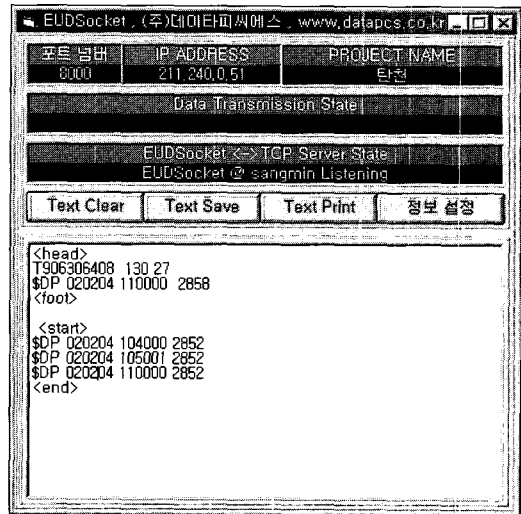 EUDSocket , (주)데이타피씨에스 , www.datapcs.co.kr
포트 넘버 IP ADDRESS PROJECT NAME
8000 211.240.0.51 탄천
Data Transmission State
EUDSocket <-> TCP Server State
EUDSocket @ sangmin Listening
Text Clear Text Save Text Print 정보 설정
<head>
T906306408 130 27
$DP 020204 110000 2858
<foot>
<start>
$DP 020204 104000 2852
$DP 020204 105001 2852
$DP 020204 110000 2852
<end>